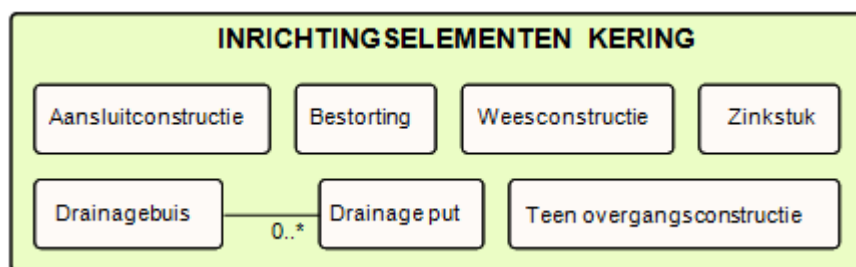 INRICHTINGSELEMENTEN KERING
Aansluitconstructie Bestorting Weesconstructie Zinkstuk
Drainagebuis 0..* Drainage put Teen overgangsconstructie